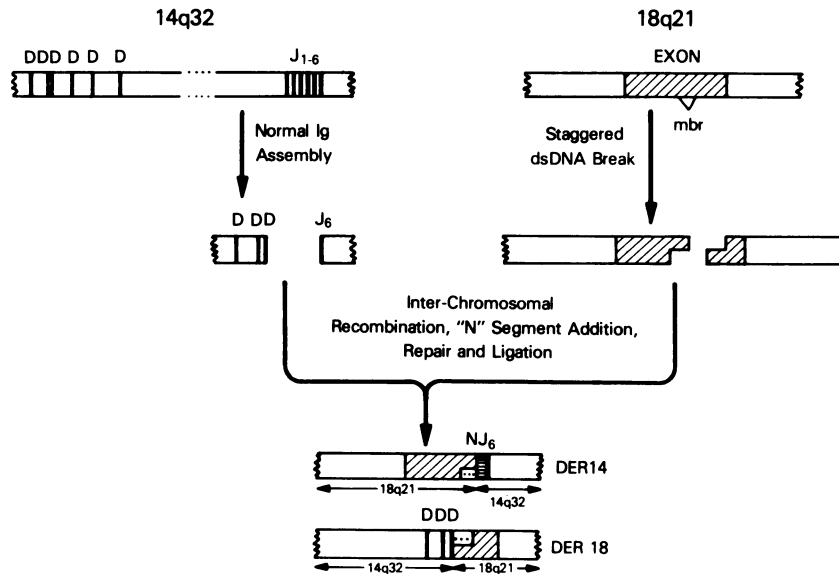 14q32 18q21
DDD D D D J1-6 EXON
mbr
Normal Ig
Assembly
Staggered
dsDNA Break
D DD J6
Inter-Chromosomal
Recombination, "N" Segment Addition,
Repair and Ligation
NJ6
DER14
18q21 14q32
DDD
DER 18
14q32 18q21